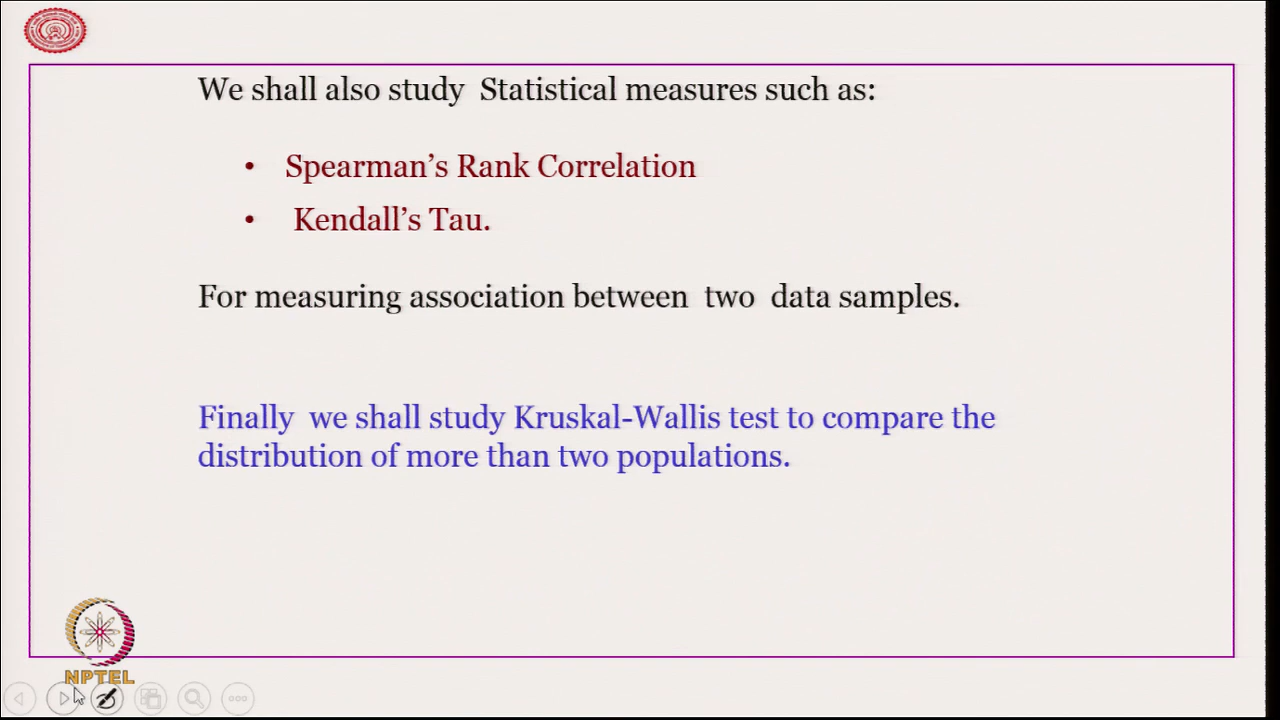 We shall also study Statistical measures such as:
• Spearman’s Rank Correlation
• Kendall’s Tau.
For measuring association between two data samples.
Finally we shall study Kruskal-Wallis test to compare the
distribution of more than two populations.
NPTEL